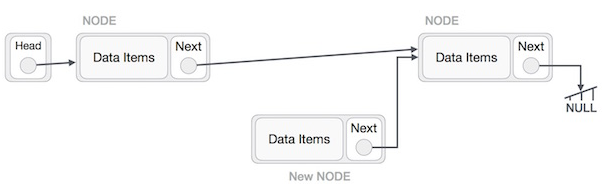 NODE
NODE
Head
Data Items
Next
Data Items
Next
NULL
Data Items
Next
New NODE